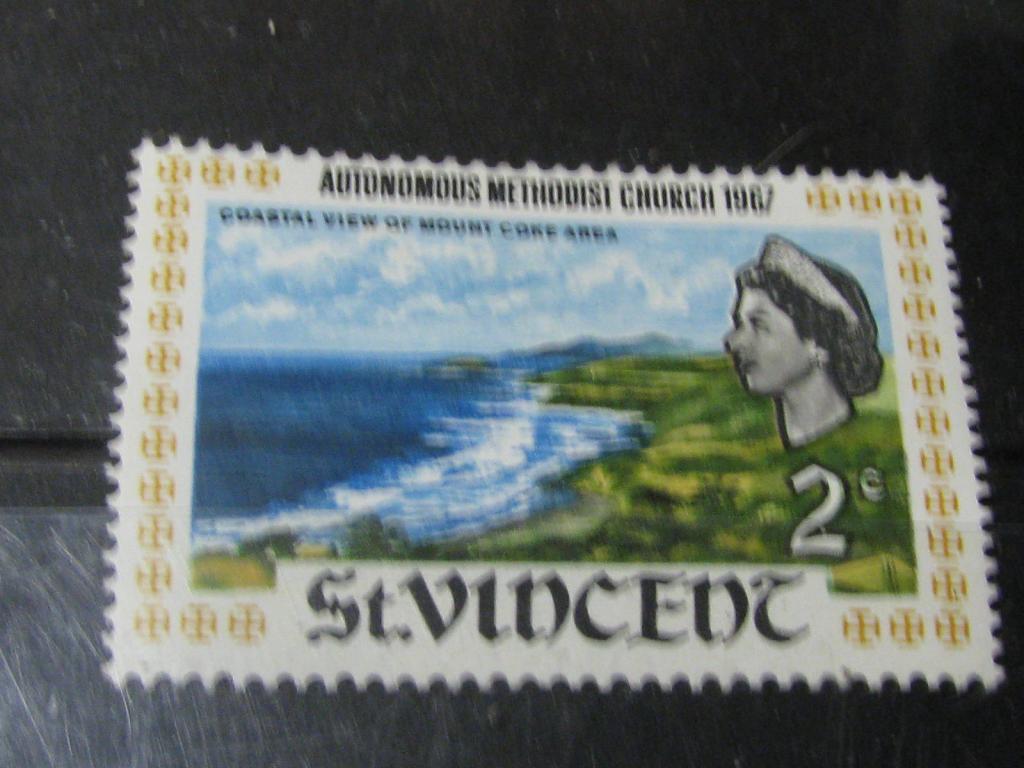 AUTONOMOUS METHODIST CHURCH 1967
COASTAL VIEW OF MOUNT COKE AREA
2c
St. VINCENT